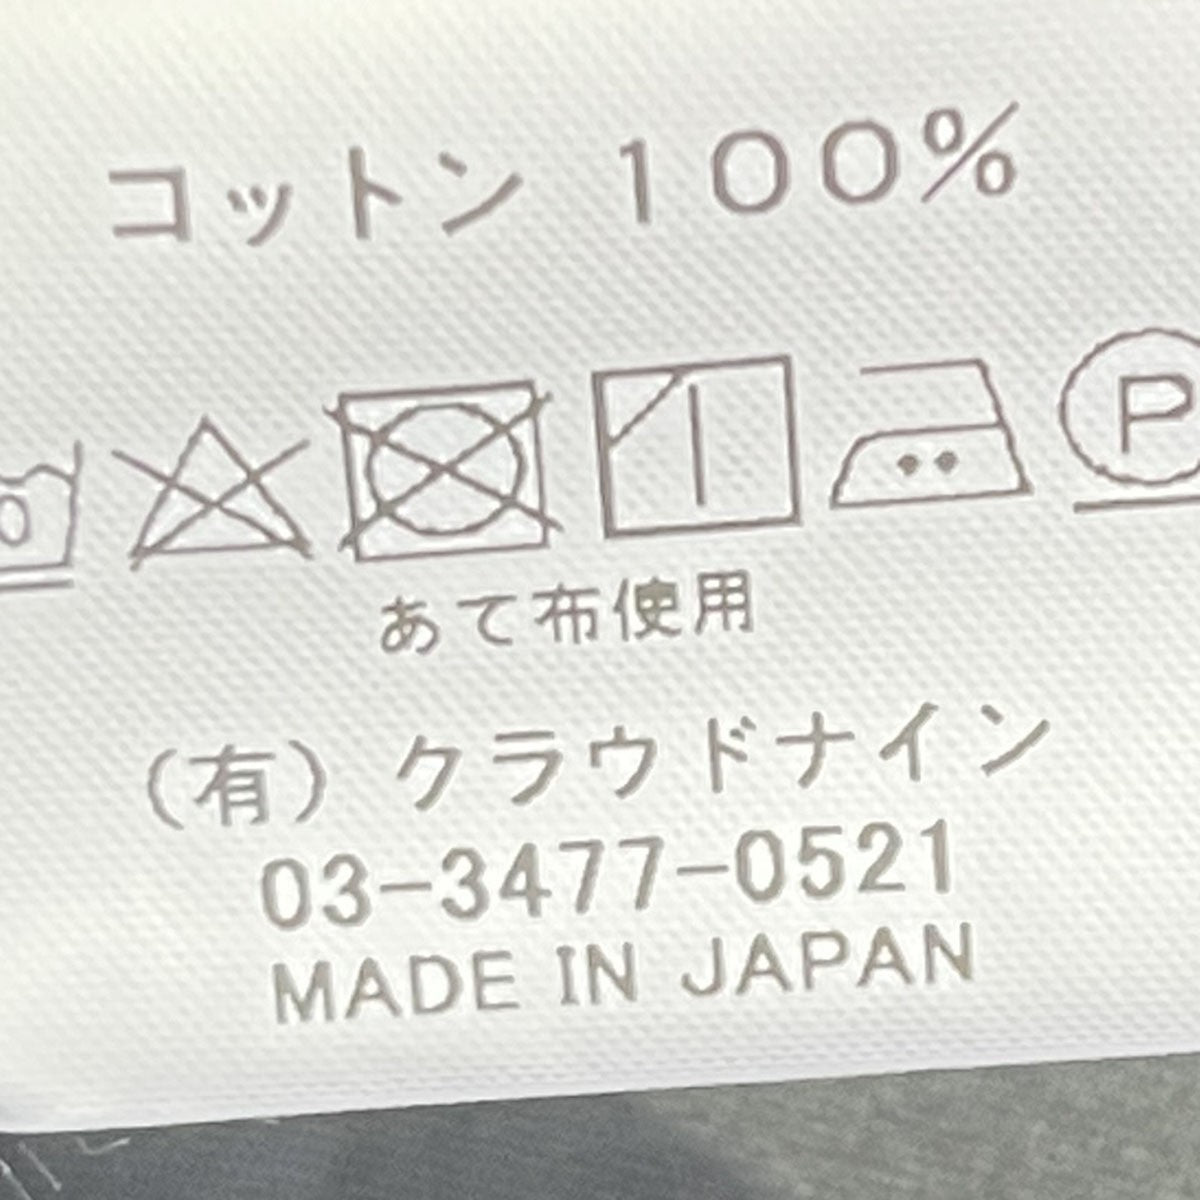 コットン 100%
P
あて布使用
（有）クラウドナイン
03-3477-0521
MADE IN JAPAN